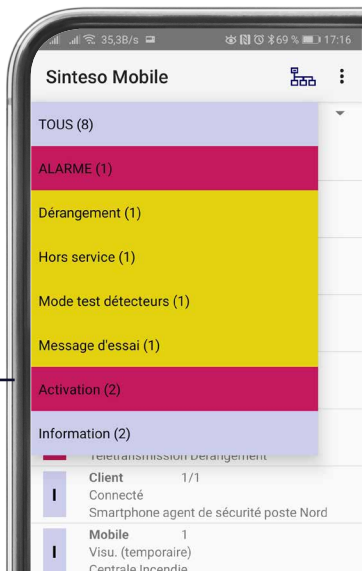 35,3B/s 69 % 17:16
Sinteso Mobile
TOUS (8)
ALARME (1)
Dérangement (1)
Hors service (1)
Mode test détecteurs (1)
Message d'essai (1)
Activation (2)
Information (2)
Télétransmission Dérangement
I Client 1/1
Connecté
Smartphone agent de sécurité poste Nord
I Mobile 1
Visu. (temporaire)
Centrale Incendie